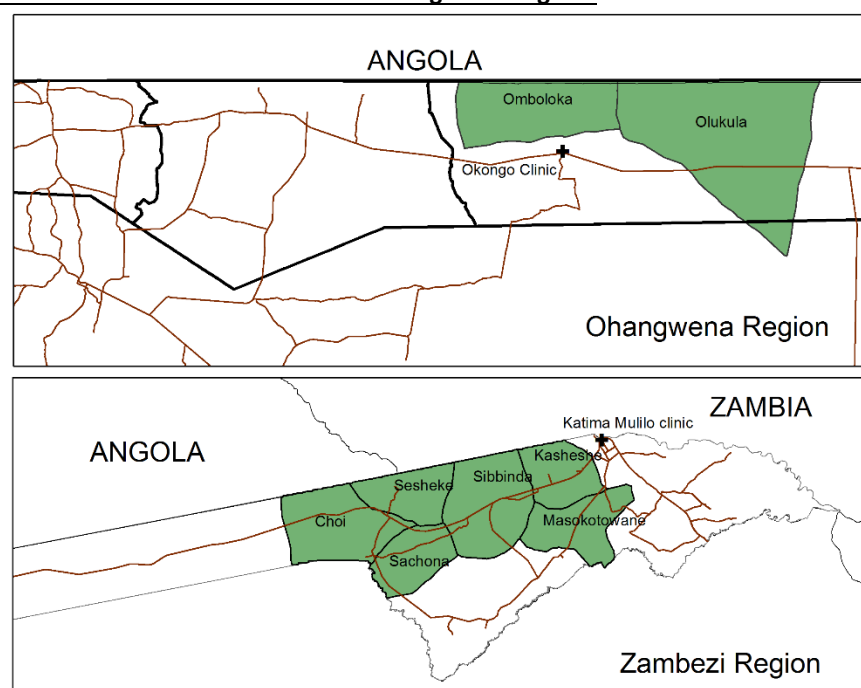 ANGOLA
Omboloka
Olukula
Okongo Clinic
Ohangwena Region
ZAMBIA
Katima Mulilo clinic
ANGOLA
Kasheshe
Sibbinda
Sesheke
Choi
Masokotowane
Sachona
Zambezi Region